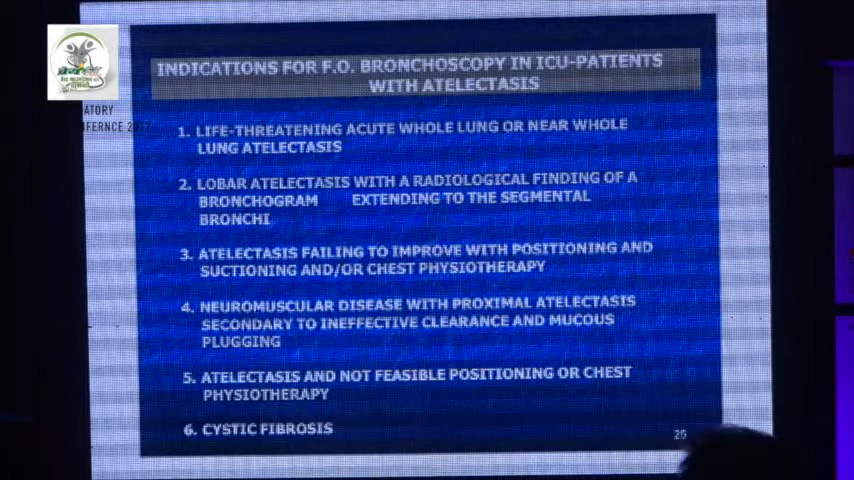 INDICATIONS FOR F.O. BRONCHOSCOPY IN ICU-PATIENTS
WITH ATELECTASIS
ATORY
1. LIFE-THREATENING ACUTE WHOLE LUNG OR NEAR WHOLE
LUNG ATELECTASIS
2. LOBAR ATELECTASIS WITH A RADIOLOGICAL FINDING OF A
BRONCHOGRAM EXTENDING TO THE SEGMENTAL
BRONCHI
3. ATELECTASIS FAILING TO IMPROVE WITH POSITIONING AND
SUCTIONING AND/OR CHEST PHYSIOTHERAPY
4. NEUROMUSCULAR DISEASE WITH PROXIMAL ATELECTASIS
SECONDARY TO INEFFECTIVE CLEARANCE AND MUCOUS
PLUGGING
5. ATELECTASIS AND NOT FEASIBLE POSITIONING OR CHEST
PHYSIOTHERAPY
6. CYSTIC FIBROSIS